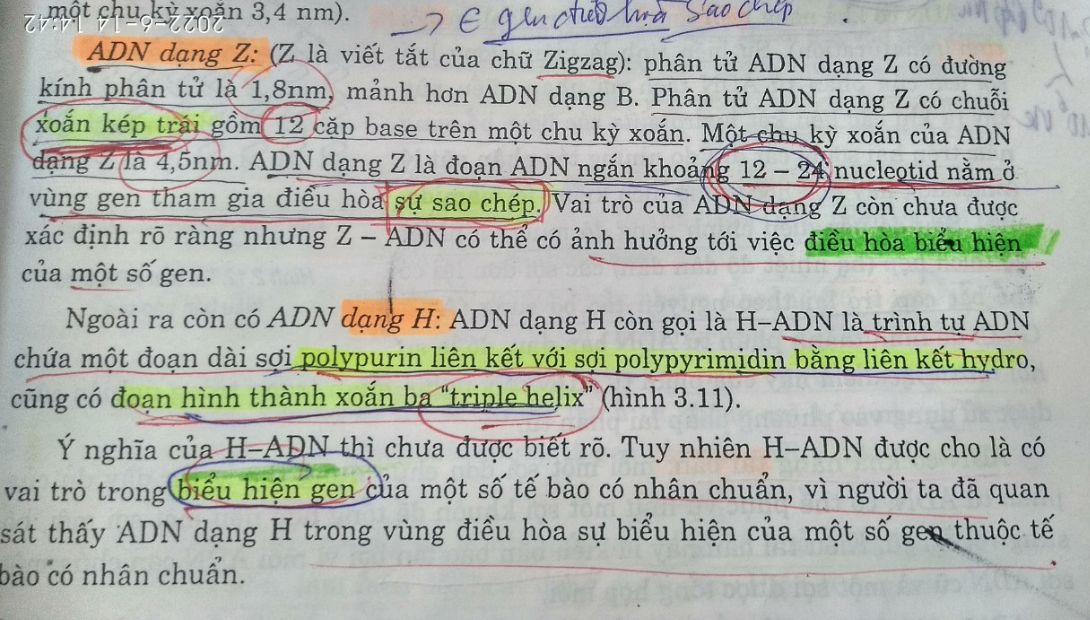 một chu kỳ xoắn 3,4 nm).
→ ∈ gen điều hoà sao chép
2022-6-14 14:42
ADN dạng Z: (Z là viết tắt của chữ Zigzag): phân tử ADN dạng Z có đường
kính phân tử là 1,8nm, mảnh hơn ADN dạng B. Phân tử ADN dạng Z có chuỗi
xoắn kép trái gồm 12 cặp base trên một chu kỳ xoắn. Một chu kỳ xoắn của ADN
dạng Z là 4,5nm. ADN dạng Z là đoạn ADN ngắn khoảng 12 – 24 nucleotid nằm ở
vùng gen tham gia điều hòa sự sao chép. Vai trò của ADN dạng Z còn chưa được
xác định rõ ràng nhưng Z – ADN có thể có ảnh hưởng tới việc điều hòa biểu hiện
của một số gen.
Ngoài ra còn có ADN dạng H: ADN dạng H còn gọi là H–ADN là trình tự ADN
chứa một đoạn dài sợi polypurin liên kết với sợi polypyrimidin bằng liên kết hydro,
cũng có đoạn hình thành xoắn ba “triple helix” (hình 3.11).
Ý nghĩa của H–ADN thì chưa được biết rõ. Tuy nhiên H–ADN được cho là có
vai trò trong biểu hiện gen của một số tế bào có nhân chuẩn, vì người ta đã quan
sát thấy ADN dạng H trong vùng điều hòa sự biểu hiện của một số gen thuộc tế
bào có nhân chuẩn.